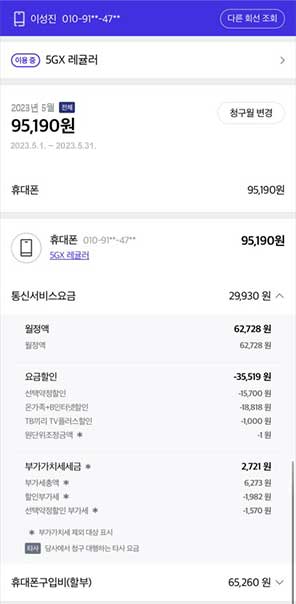 이성진 010-91**-47** 다른 회선 조회
이용 중 5GX 레귤러
2023년 5월 전체
95,190원 청구월 변경
2023.5.1. ~ 2023.5.31.
휴대폰 95,190원
휴대폰 010-91**-47** 95,190원
5GX 레귤러
통신서비스요금 29,930 원
월정액 62,728 원
월정액 62,728 원
요금할인 -35,519 원
선택약정할인 -15,700 원
온가족+B인터넷할인 -18,818 원
TB끼리 TV플러스할인 -1,000 원
원단위조정금액 * -1 원
부가가치세세금 * 2,721 원
부가세총액 * 6,273 원
할인부가세 * -1,982 원
선택약정할인 부가세 * -1,570 원
* 부가가치세 제외 대상 표시
타사 당사에서 청구 대행하는 타사 요금
휴대폰구입비(할부) 65,260 원